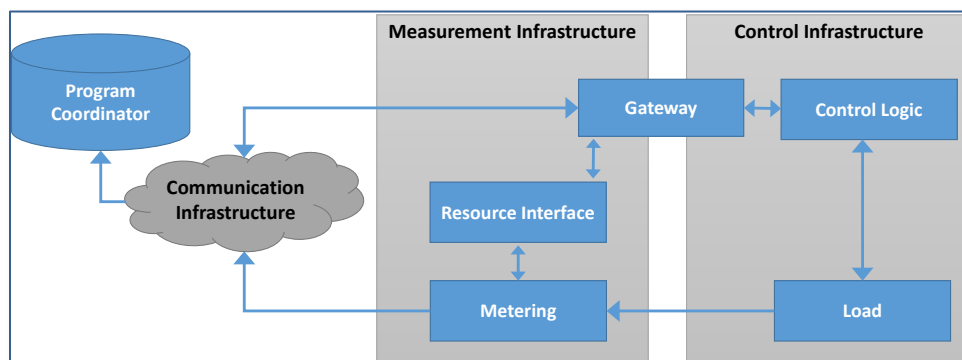 Measurement Infrastructure
Control Infrastructure
Program
Coordinator
Gateway
Control Logic
Communication
Infrastructure
Resource Interface
Metering
Load